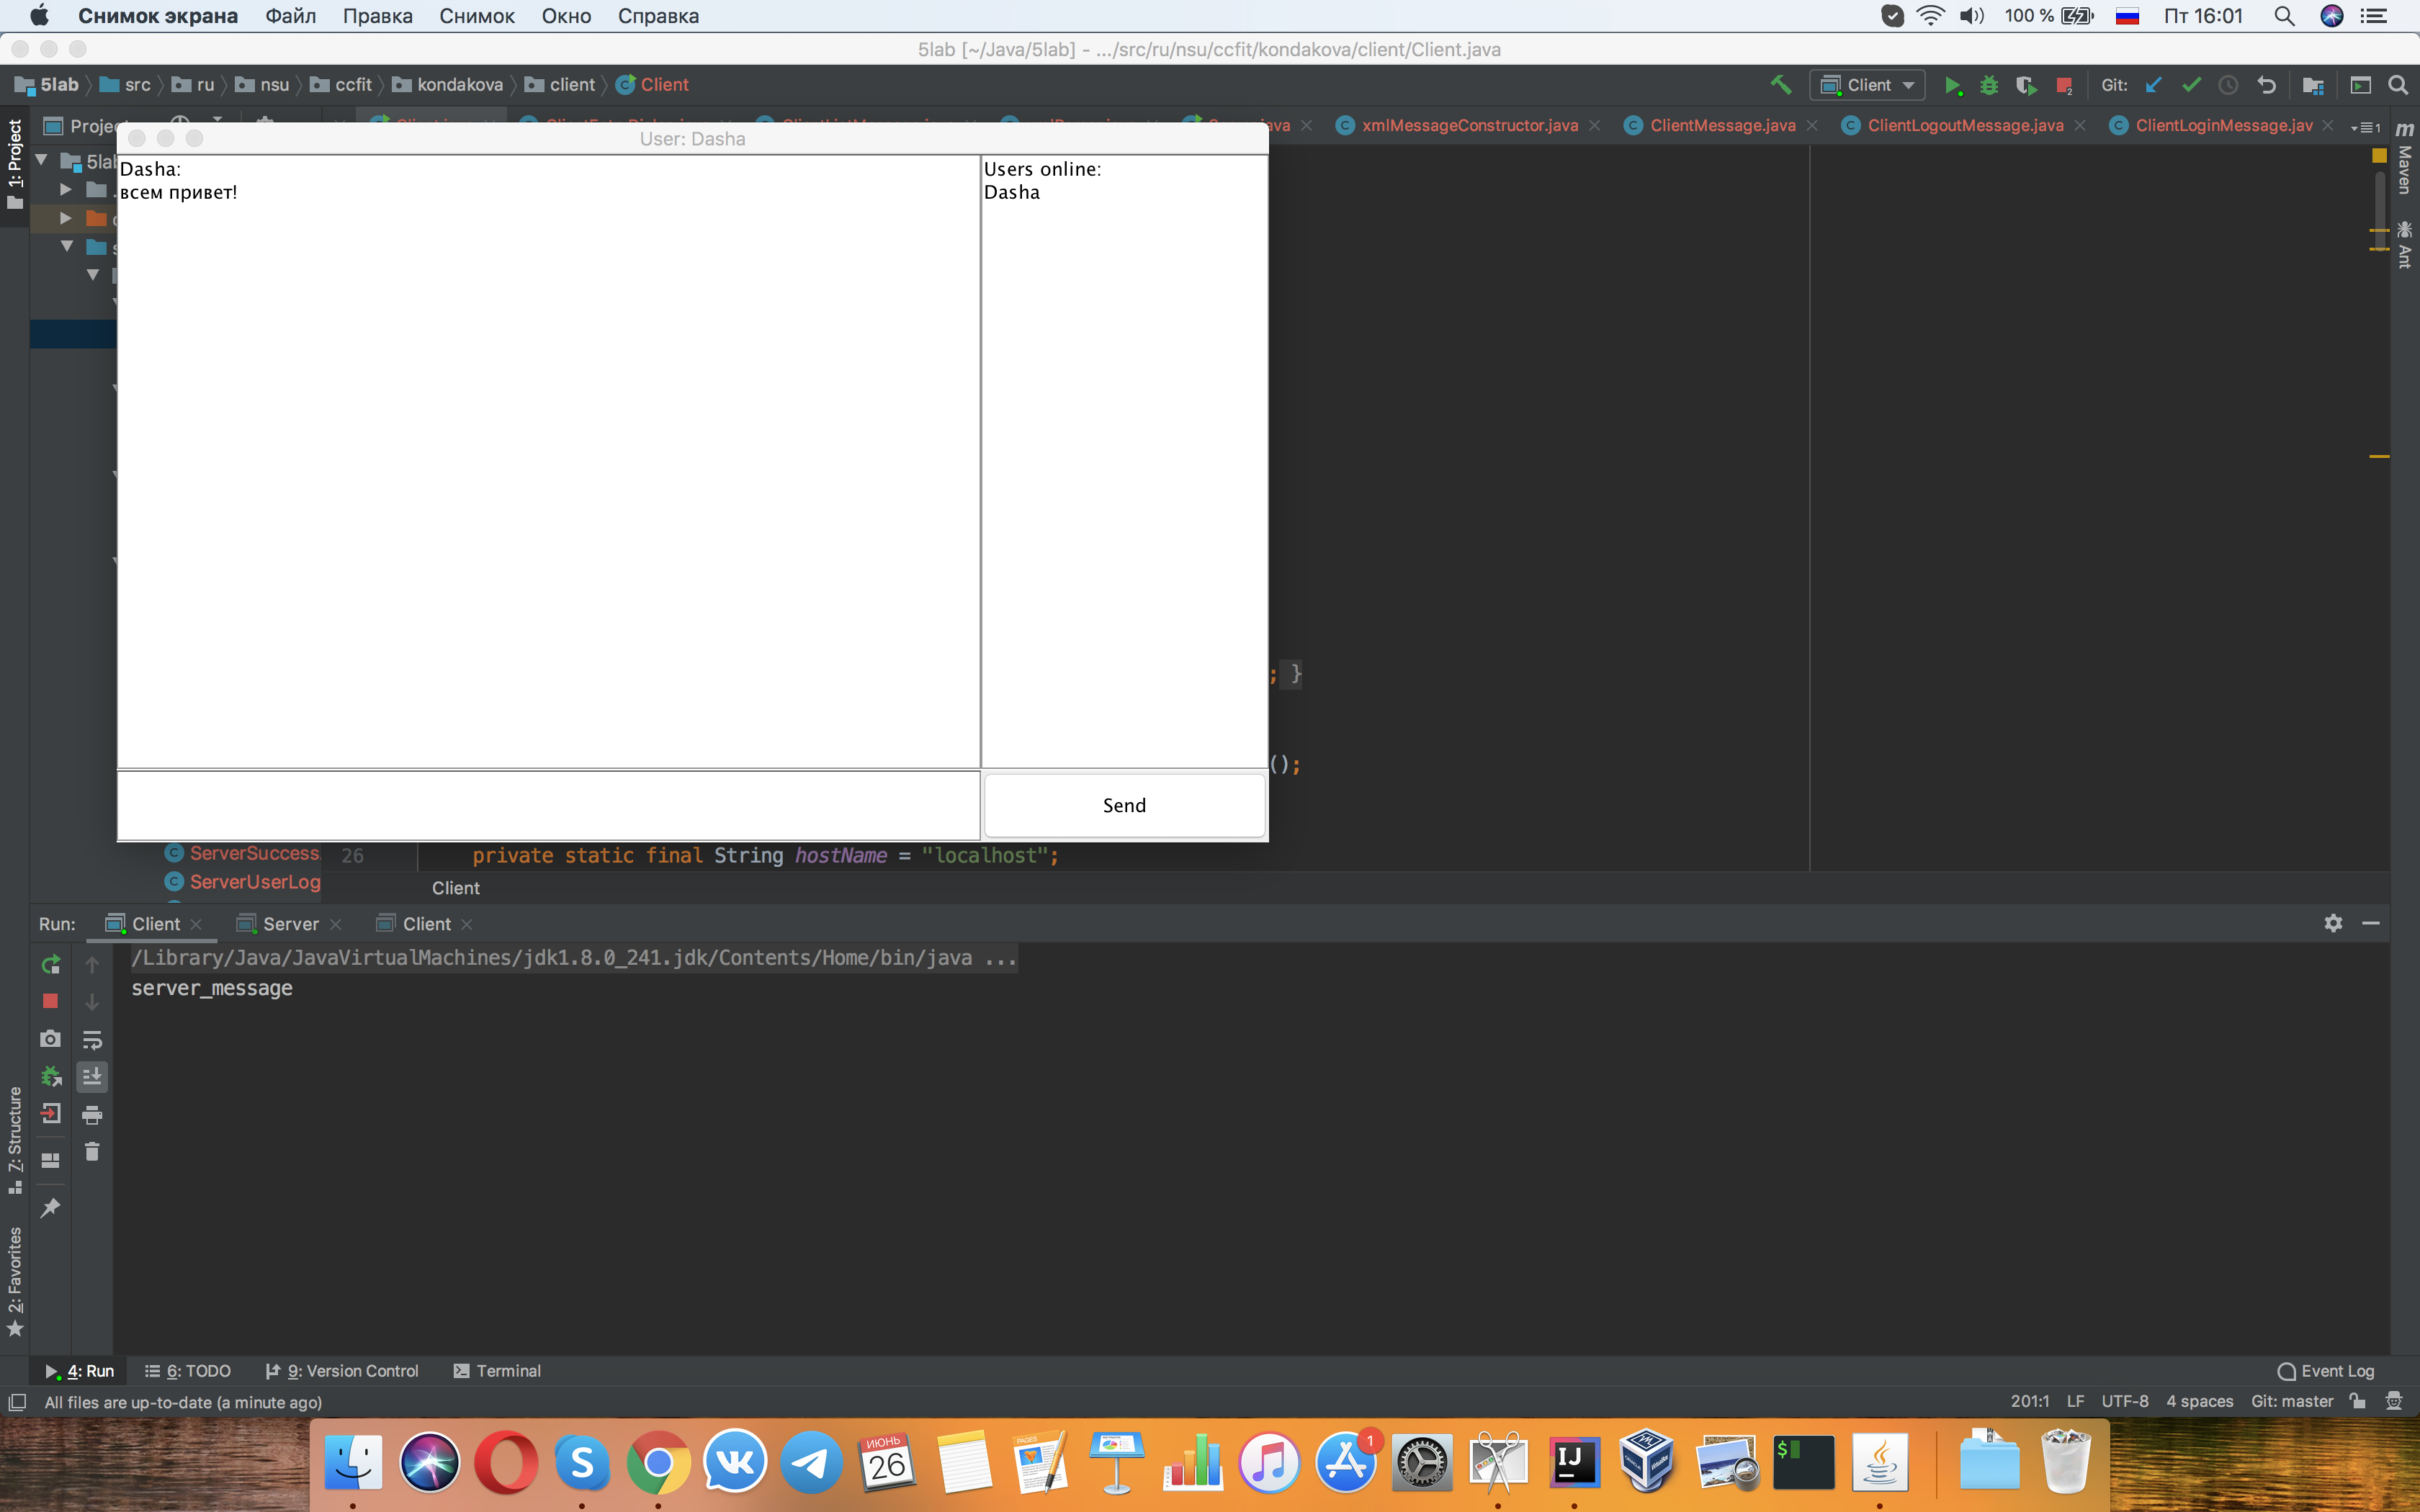 Снимок экрана Файл Правка Снимок Окно Справка 100 % Пт 16:01
5lab [~/Java/5lab] - .../src/ru/nsu/ccfit/kondakova/client/Client.java
5lab src ru nsu ccfit kondakova client Client Client Git:
xmlMessageConstructor.java ClientMessage.java ClientLogoutMessage.java ClientLoginMessage.jav 1
User: Dasha
Dasha:
всем привет!
Users online:
Dasha
; }
();
Send
ServerSuccess
ServerUserLog
26 private static final String hostName = "localhost";
Client
Run: Client Server Client
/Library/Java/JavaVirtualMachines/jdk1.8.0_241.jdk/Contents/Home/bin/java ...
server_message
1: Project
7: Structure
2: Favorites
m Maven
Ant
4: Run 6: TODO 9: Version Control Terminal Event Log
All files are up-to-date (a minute ago) 201:1 LF UTF-8 4 spaces Git: master
ИЮНЬ
26
PAGES
1
IJ
$